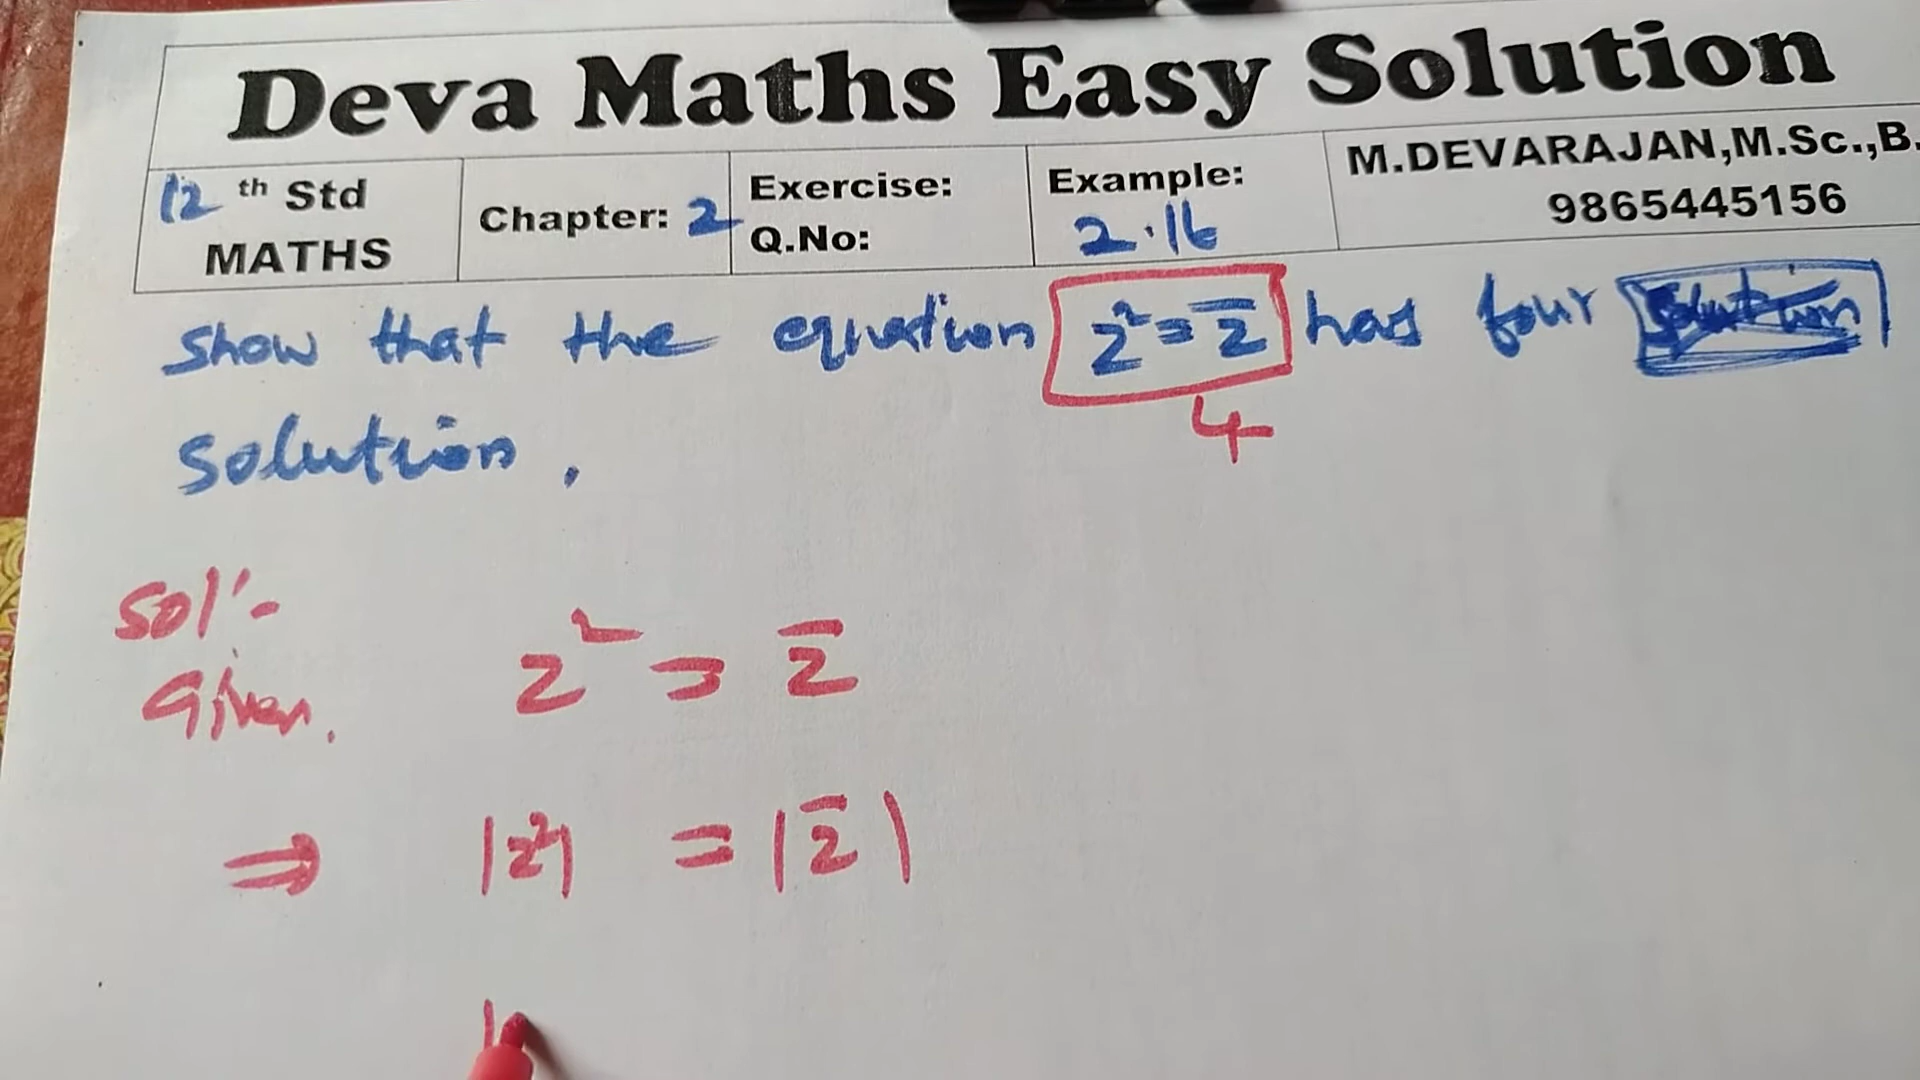 Deva Maths Easy Solution
12 th Std
MATHS
Chapter: 2
Exercise:
Q.No:
Example:
2.16
M.DEVARAJAN,M.Sc.,B.
9865445156
Show that the equation z² = z̅ has four
4
solution.
Sol:-
Given.
z² = z̅
⇒ |z²| = |z̅|